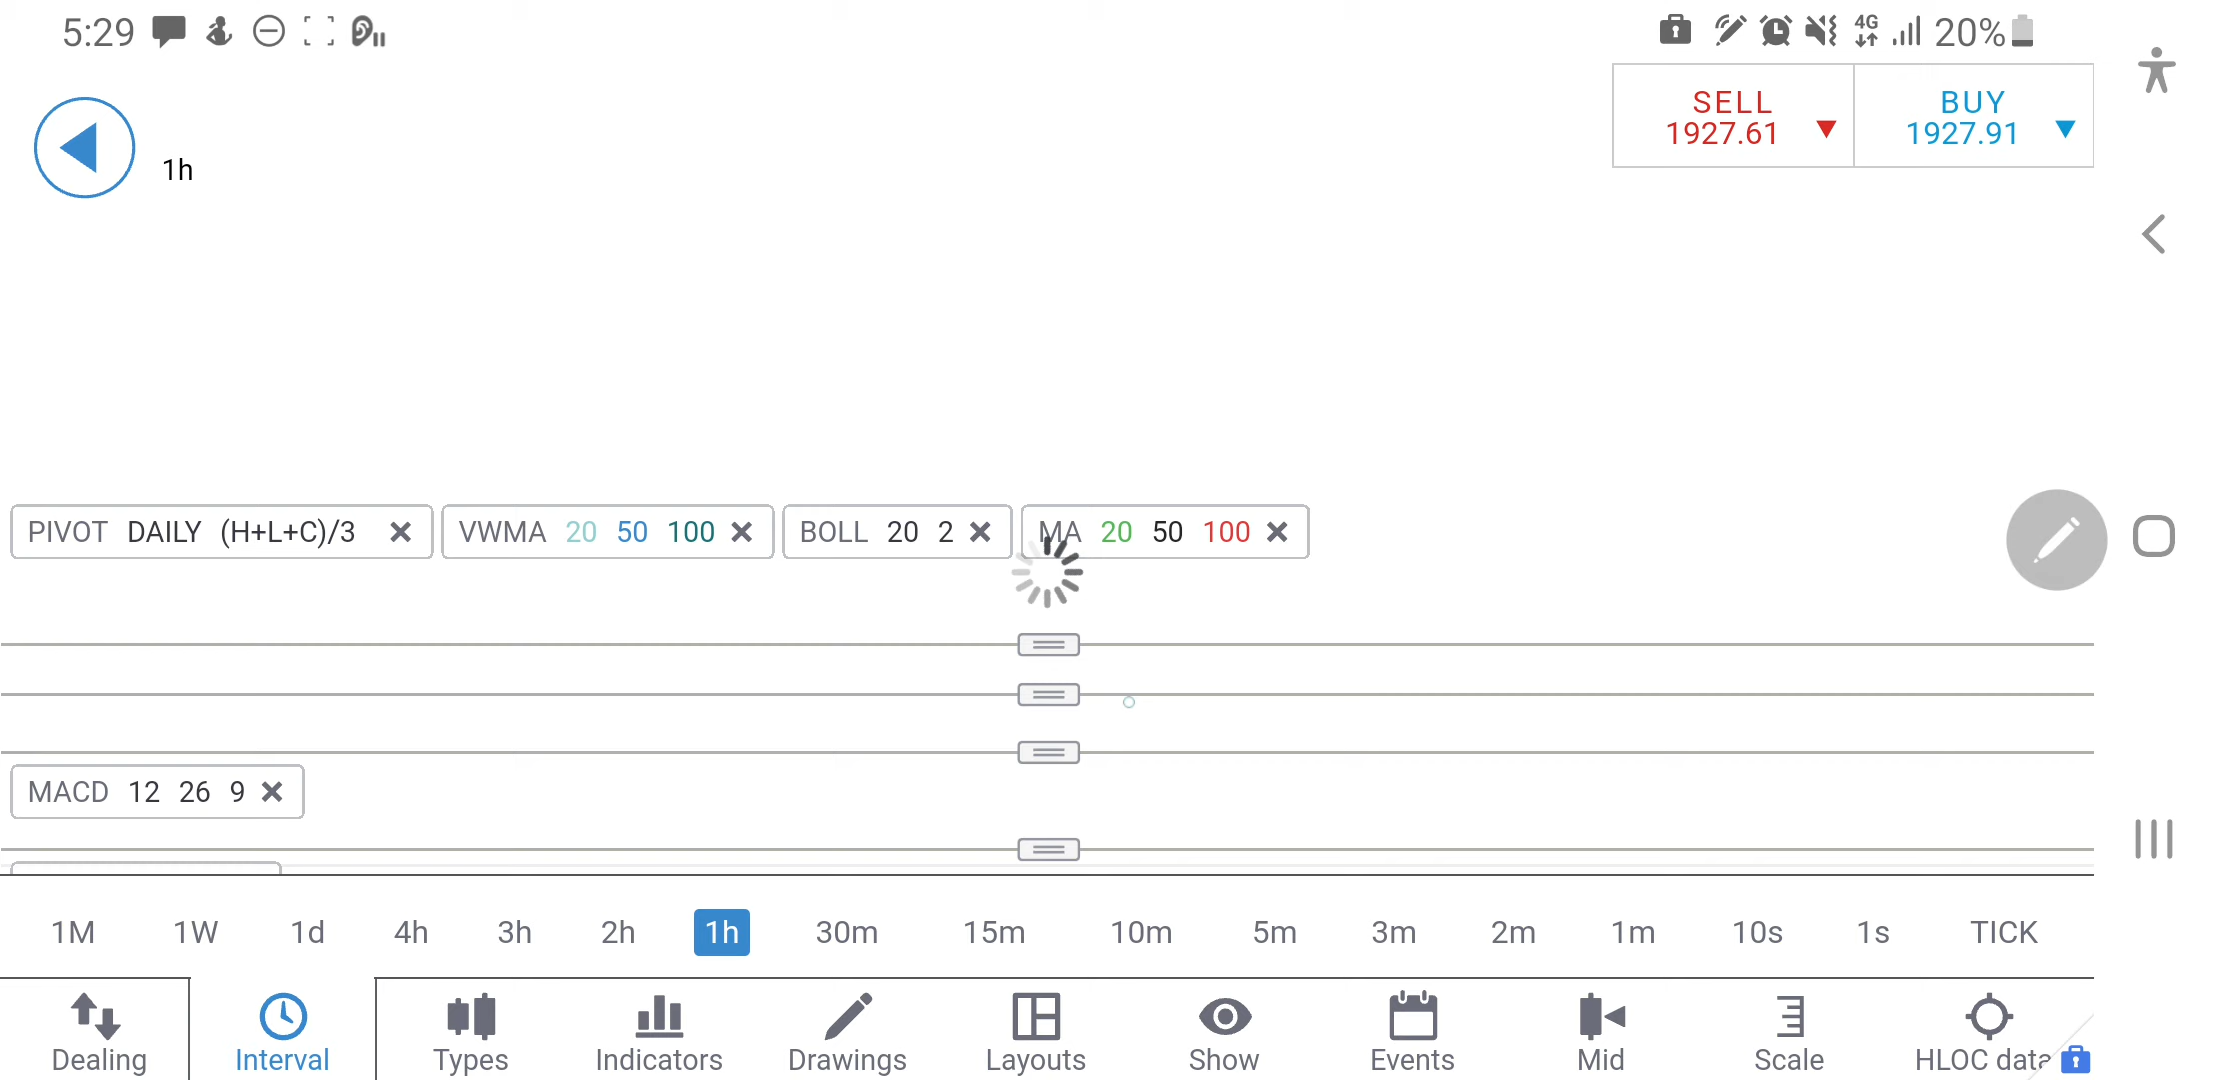 5:29 4G 20%
SELL 1927.61 BUY 1927.91
1h
PIVOT DAILY (H+L+C)/3 VWMA 20 50 100 BOLL 20 2 MA 20 50 100
MACD 12 26 9
1M 1W 1d 4h 3h 2h 1h 30m 15m 10m 5m 3m 2m 1m 10s 1s TICK
Dealing Interval Types Indicators Drawings Layouts Show Events Mid Scale HLOC data